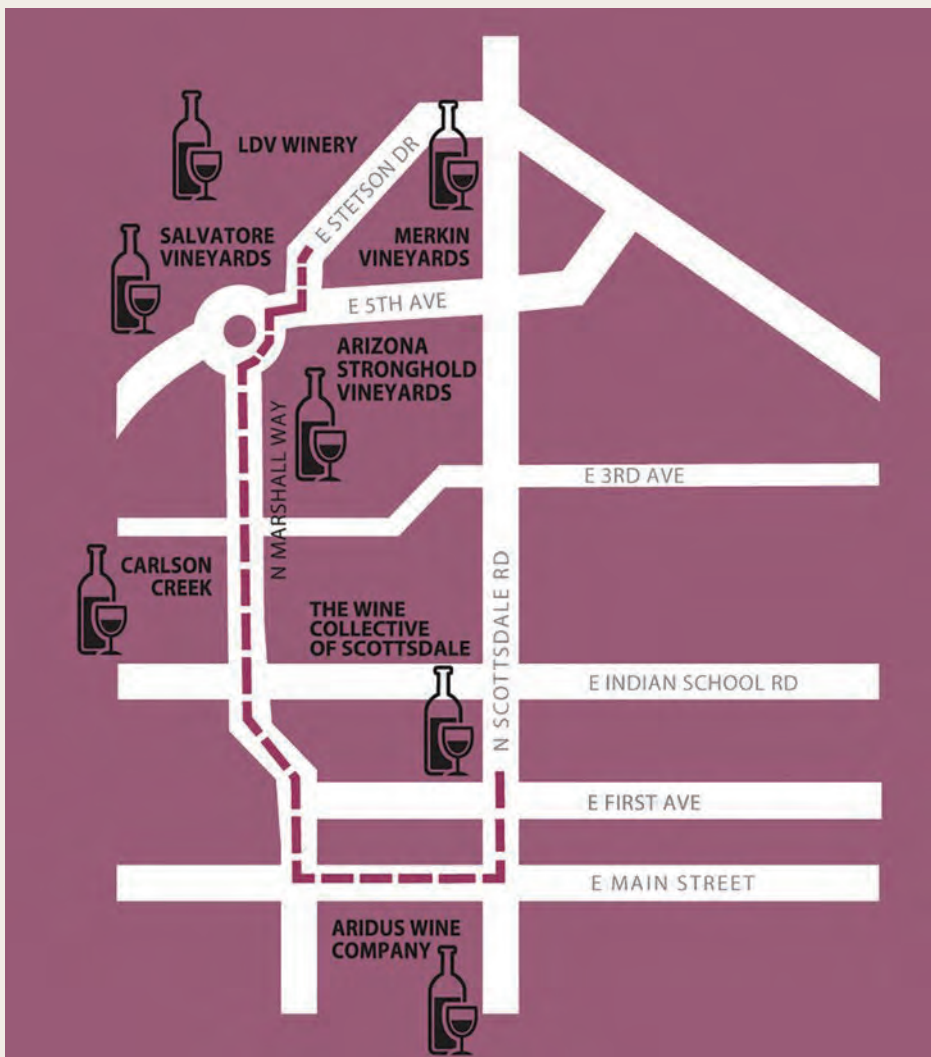 LDV WINERY
E STETSON DR
SALVATORE
VINEYARDS
MERKIN
VINEYARDS
E 5TH AVE
ARIZONA
STRONGHOLD
VINEYARDS
N MARSHALL WAY
E 3RD AVE
CARLSON
CREEK
THE WINE
COLLECTIVE
OF SCOTTSDALE
N SCOTTSDALE RD
E INDIAN SCHOOL RD
E FIRST AVE
E MAIN STREET
ARIDUS WINE
COMPANY